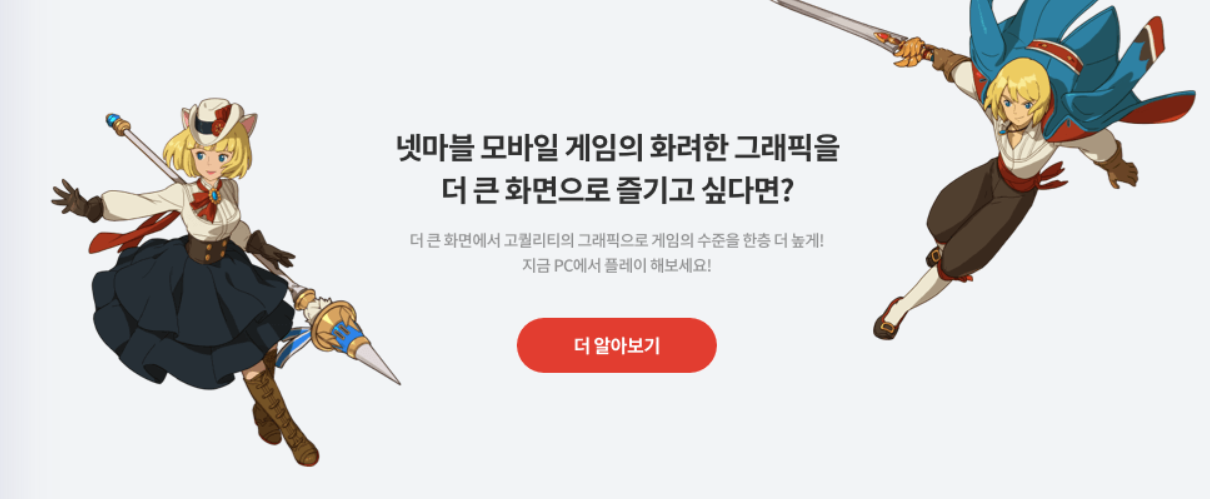 넷마블 모바일 게임의 화려한 그래픽을
더 큰 화면으로 즐기고 싶다면?
더 큰 화면에서 고퀄리티의 그래픽으로 게임의 수준을 한층 더 높게!
지금 PC에서 플레이 해보세요!
더 알아보기